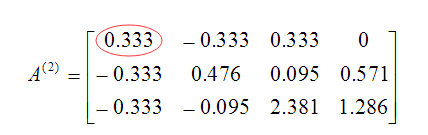 0.333 − 0.333 0.333 0
A⁽²⁾ = − 0.333 0.476 0.095 0.571
− 0.333 − 0.095 2.381 1.286